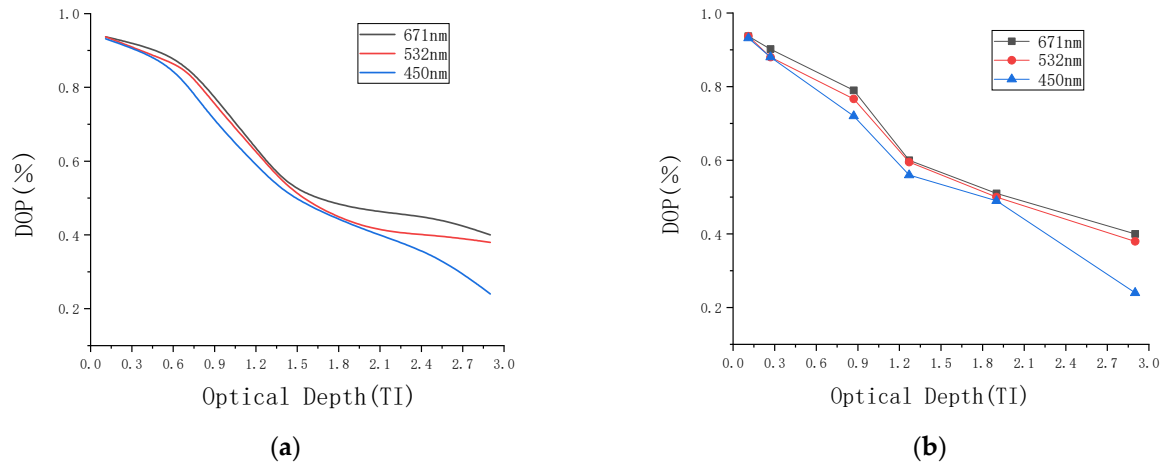 1.0
0.8
0.6
0.4
0.2
DOP(%)
671nm
532nm
450nm
0.0 0.3 0.6 0.9 1.2 1.5 1.8 2.1 2.4 2.7 3.0
Optical Depth(TI)
(a)
1.0
0.8
0.6
0.4
0.2
DOP(%)
671nm
532nm
450nm
0.0 0.3 0.6 0.9 1.2 1.5 1.8 2.1 2.4 2.7 3.0
Optical Depth(TI)
(b)